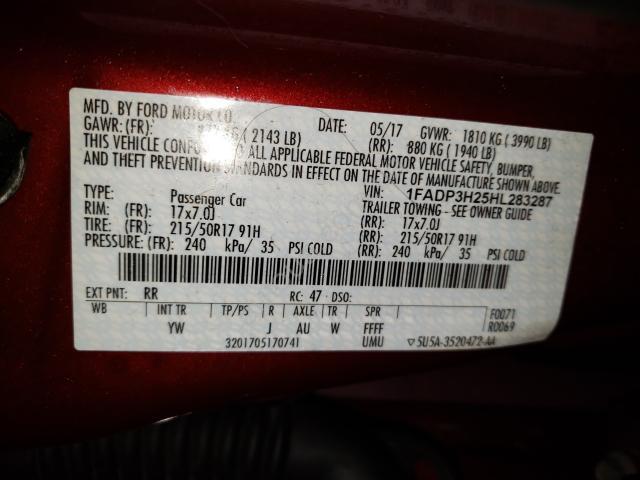 MFD. BY FORD MOTOR CO. DATE: 05/17 GVWR: 1810 KG ( 3990 LB)
GAWR: (FR): KG ( 2143 LB) (RR): 880 KG ( 1940 LB)
THIS VEHICLE TO ALL APPLICABLE FEDERAL MOTOR VEHICLE SAFETY, BUMPER,
AND THEFT PREVENTION STANDARDS IN EFFECT ON THE DATE OF MANUFACTURE SHOWN ABOVE.
VIN: 1FADP3H25HL283287
TYPE: Passenger Car TRAILER TOWING - SEE OWNER GUIDE
RIM: (FR): 17x7.0J (RR): 17x7.0J
TIRE: (FR): 215/50R17 91H (RR): 215/50R17 91H
PRESSURE: (FR): 240 kPa/ 35 PSI COLD (RR): 240 kPa/ 35 PSI COLD
EXT PNT: RR RC: 47 DSO:
WB INT TR TP/PS R AXLE TR SPR F0071
YW J AU W FFFF R0069
3201705170741 UMU ▽5U5A-3520472-AA